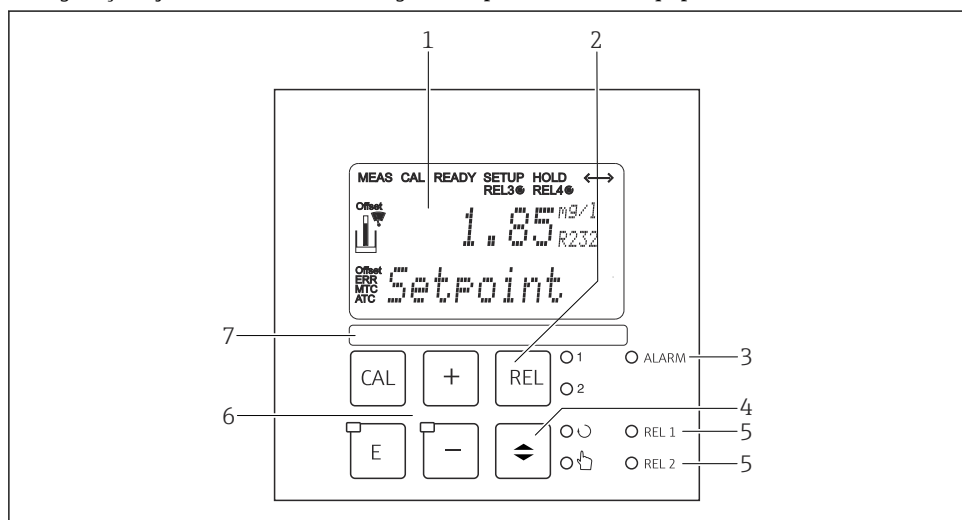 1 2
MEAS CAL READY SETUP HOLD
REL3 REL4
Offset
1.85 mg/l
R232
Offset
ERR
MTC
ATC
Setpoint
7
CAL + REL 1 ALARM 3
2
6 4
E − REL 1 5
REL 2 5